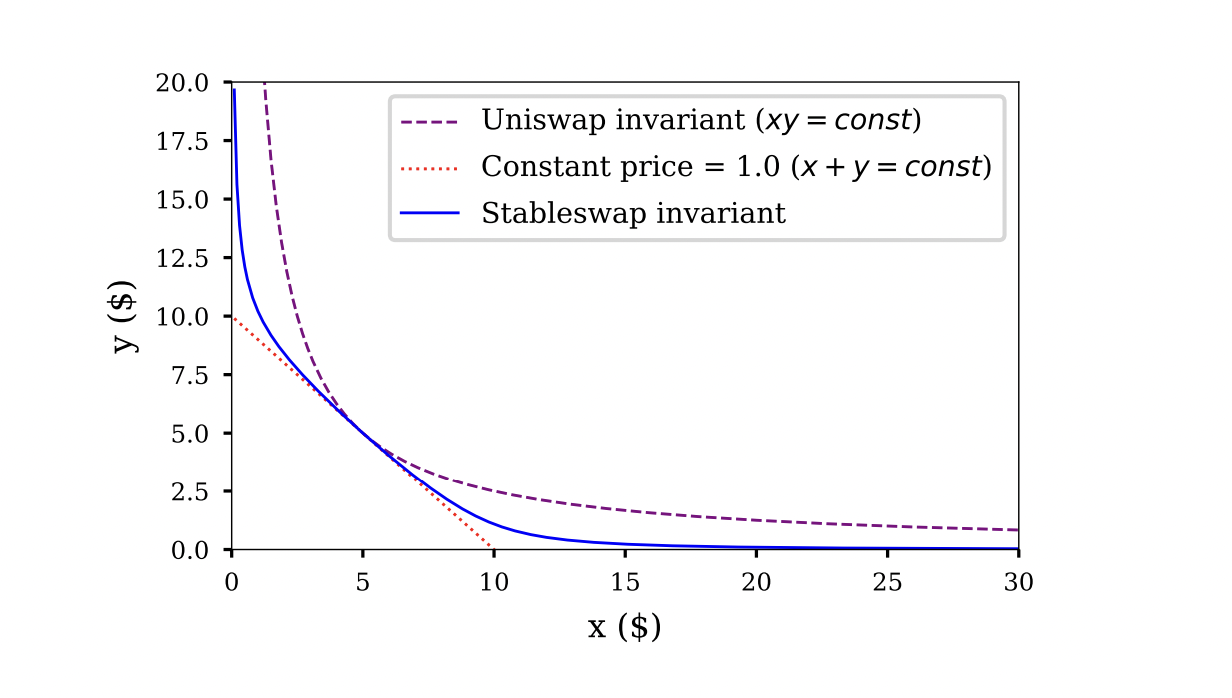 20.0
17.5
15.0
12.5
10.0
7.5
5.0
2.5
0.0
y ($)
Uniswap invariant (xy = const)
Constant price = 1.0 (x + y = const)
Stableswap invariant
0 5 10 15 20 25 30
x ($)